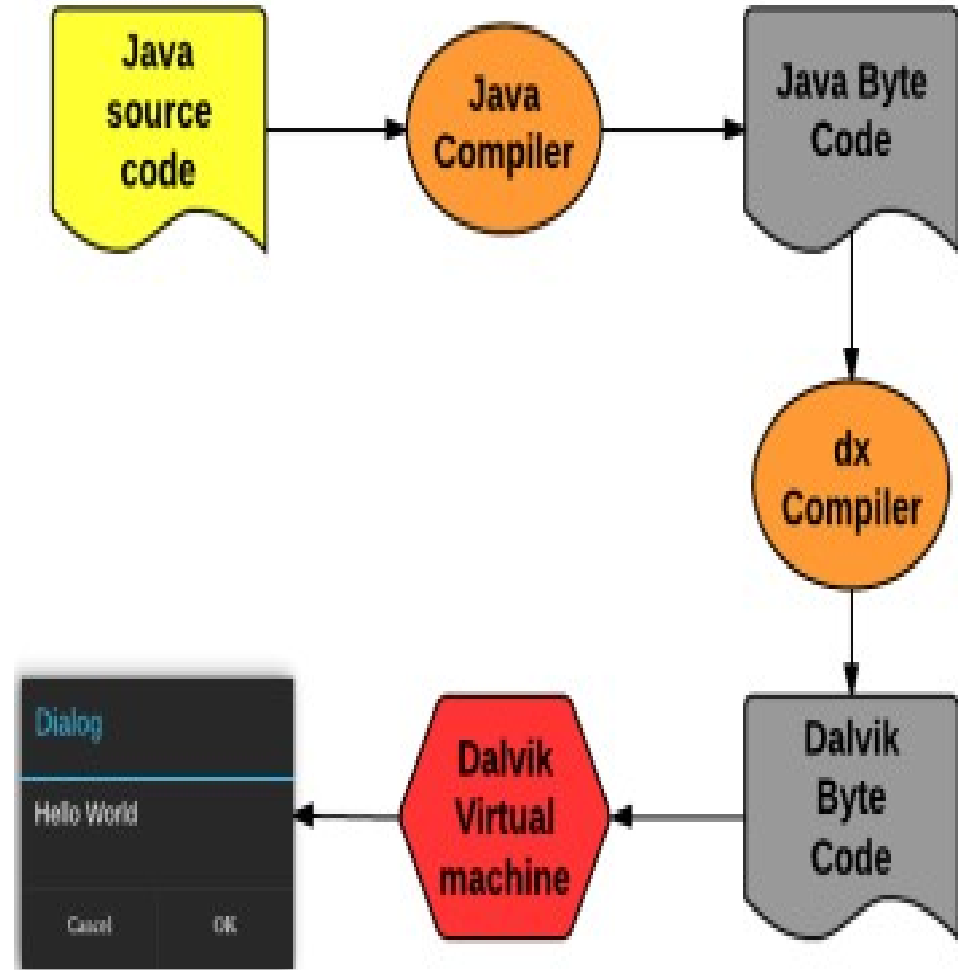 Java
source
code
Java
Compiler
Java Byte
Code
dx
Compiler
Dalvik
Byte
Code
Dalvik
Virtual
machine
Dialog
Hello World
Cancel
OK